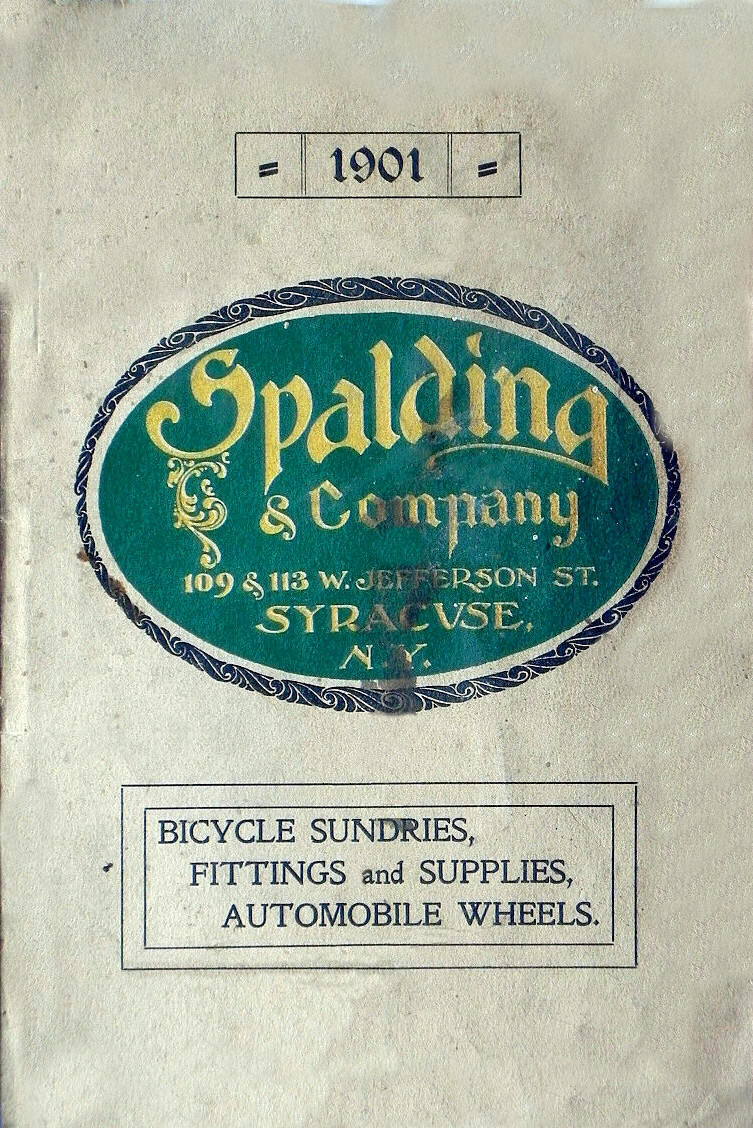 = 1901 =
Spalding
& Company
109 & 113 W. JEFFERSON ST.
SYRACVSE,
N.Y.
BICYCLE SUNDRIES,
FITTINGS and SUPPLIES,
AUTOMOBILE WHEELS.